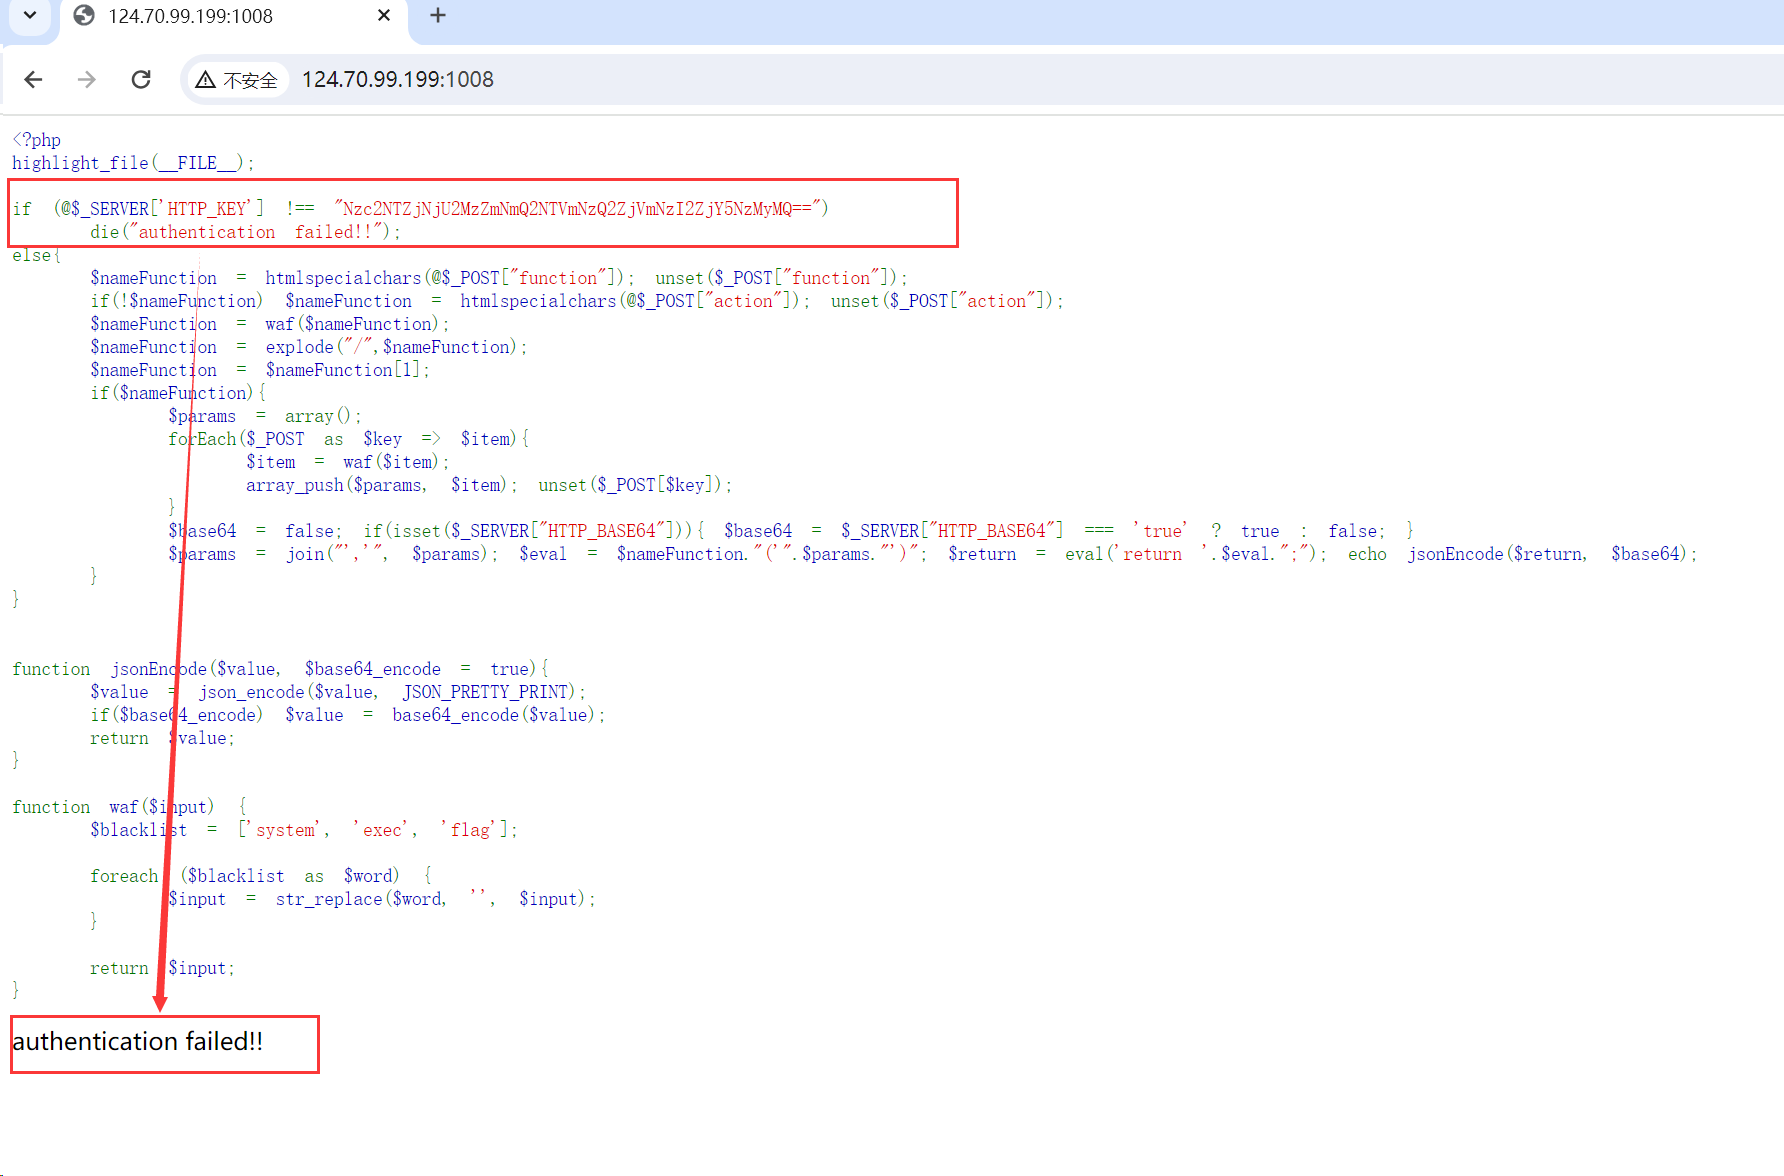 124.70.99.199:1008
不安全 124.70.99.199:1008
<?php
highlight_file(__FILE__);
if (@$_SERVER['HTTP_KEY'] !== "Nzc2NTZjNjU2MzZmNmQ2NTVmNzQ2ZjVmNzI2ZjY5NzMyMQ==")
die("authentication failed!!");
else{
$nameFunction = htmlspecialchars(@$_POST["function"]); unset($_POST["function"]);
if(!$nameFunction) $nameFunction = htmlspecialchars(@$_POST["action"]); unset($_POST["action"]);
$nameFunction = waf($nameFunction);
$nameFunction = explode("/",$nameFunction);
$nameFunction = $nameFunction[1];
if($nameFunction){
$params = array();
forEach($_POST as $key => $item){
$item = waf($item);
array_push($params, $item); unset($_POST[$key]);
}
$base64 = false; if(isset($_SERVER["HTTP_BASE64"])){ $base64 = $_SERVER["HTTP_BASE64"] === 'true' ? true : false; }
$params = join("','", $params); $eval = $nameFunction."('".$params."')"; $return = eval('return '.$eval.";"); echo jsonEncode($return, $base64);
}
}
function jsonEncode($value, $base64_encode = true){
$value = json_encode($value, JSON_PRETTY_PRINT);
if($base64_encode) $value = base64_encode($value);
return $value;
}
function waf($input) {
$blacklist = ['system', 'exec', 'flag'];
foreach ($blacklist as $word) {
$input = str_replace($word, '', $input);
}
return $input;
}
authentication failed!!